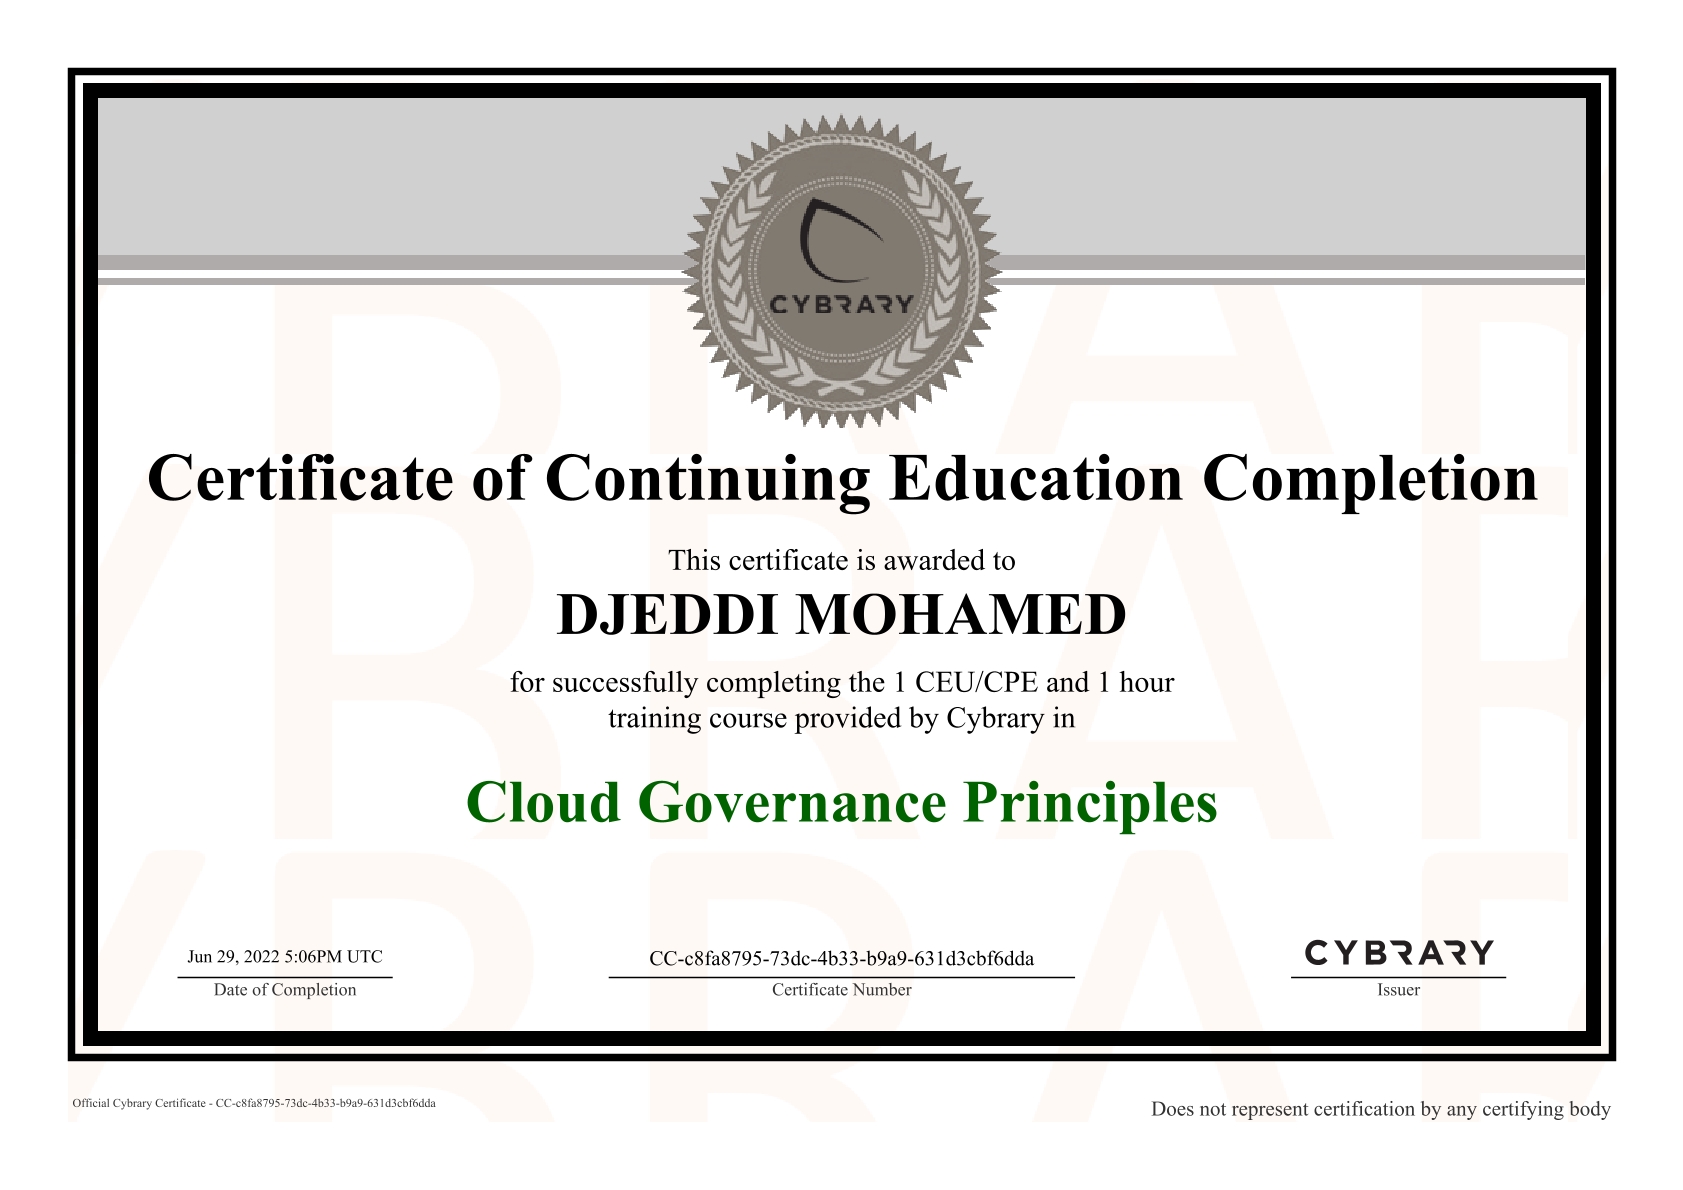 CYBRARY
Certificate of Continuing Education Completion
This certificate is awarded to
DJEDDI MOHAMED
for successfully completing the 1 CEU/CPE and 1 hour
training course provided by Cybrary in
Cloud Governance Principles
Jun 29, 2022 5:06PM UTC
Date of Completion
CC-c8fa8795-73dc-4b33-b9a9-631d3cbf6dda
Certificate Number
CYBRARY
Issuer
Official Cybrary Certificate - CC-c8fa8795-73dc-4b33-b9a9-631d3cbf6dda
Does not represent certification by any certifying body